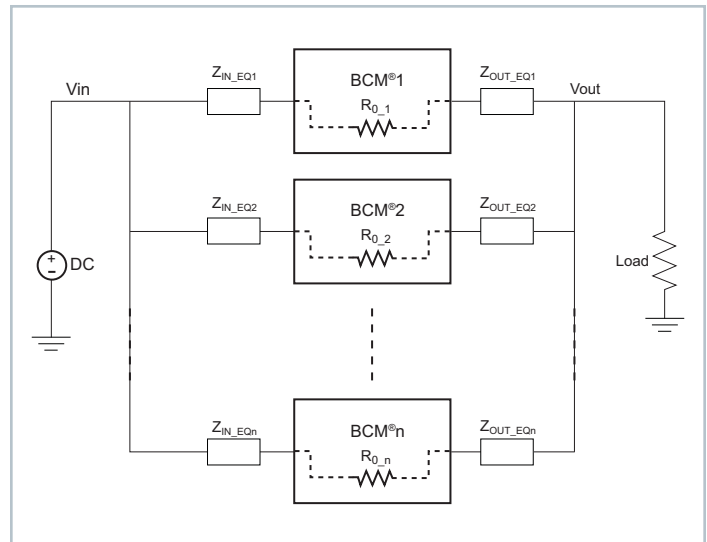 Z_IN_EQ1 BCM®1 Z_OUT_EQ1
Vin R_0_1 Vout
Z_IN_EQ2 BCM®2 Z_OUT_EQ2
R_0_2
+
– DC
Load
Z_IN_EQn BCM®n Z_OUT_EQn
R_0_n